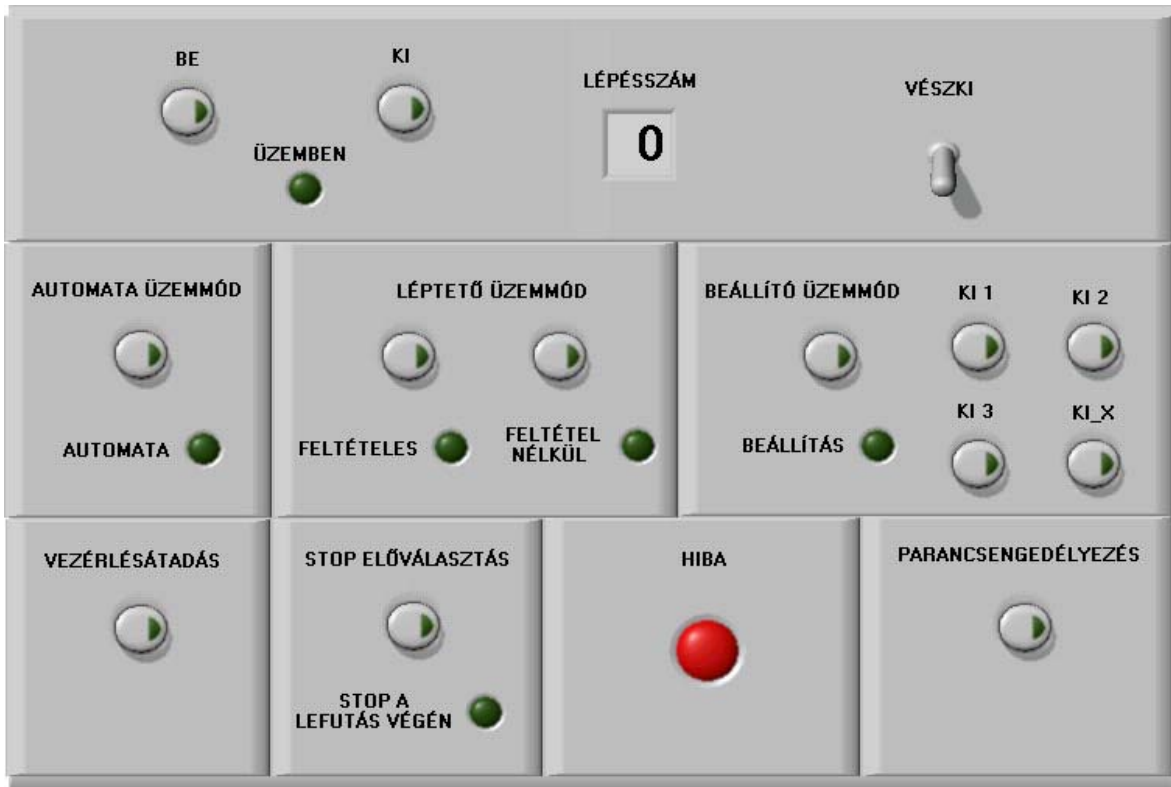 BE
KI
ÜZEMBEN
LÉPÉSSZÁM
0
VÉSZKI
AUTOMATA ÜZEMMÓD
AUTOMATA
LÉPTETŐ ÜZEMMÓD
FELTÉTELES
FELTÉTEL
NÉLKÜL
BEÁLLÍTÓ ÜZEMMÓD
BEÁLLÍTÁS
KI 1
KI 2
KI 3
KI_X
VEZÉRLÉSÁTADÁS
STOP ELŐVÁLASZTÁS
STOP A
LEFUTÁS VÉGÉN
HIBA
PARANCSENGEDÉLYEZÉS